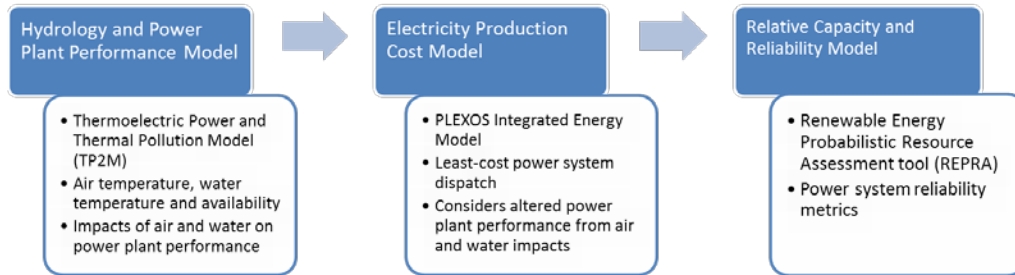 Hydrology and Power
Plant Performance Model
• Thermoelectric Power and
Thermal Pollution Model
(TP2M)
• Air temperature, water
temperature and availability
• Impacts of air and water on
power plant performance
Electricity Production
Cost Model
• PLEXOS Integrated Energy
Model
• Least-cost power system
dispatch
• Considers altered power
plant performance from air
and water impacts
Relative Capacity and
Reliability Model
• Renewable Energy
Probabilistic Resource
Assessment tool (REPRA)
• Power system reliability
metrics